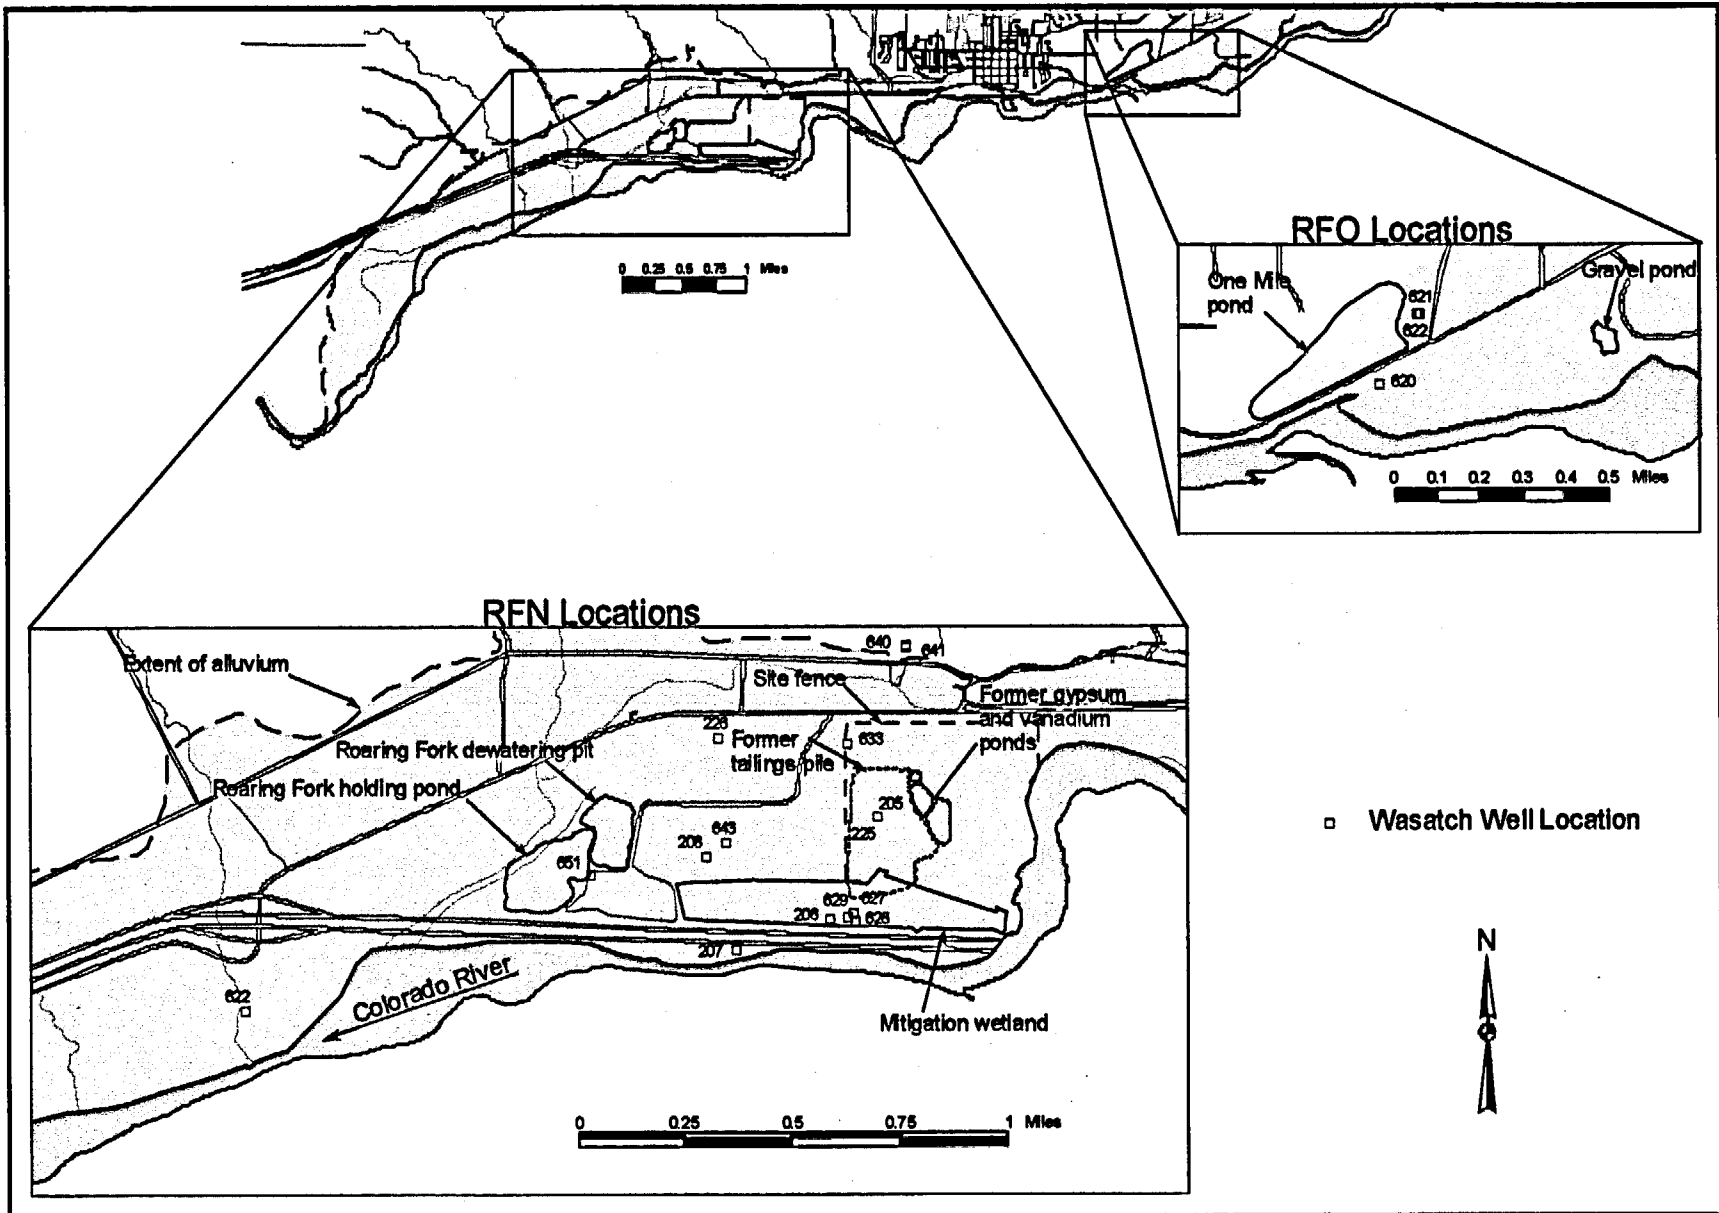 0 0.25 0.5 0.75 1 Miles
RFO Locations
Gravel pond
One Mile
pond
621
622
620
0 0.1 0.2 0.3 0.4 0.5 Miles
RFN Locations
640
641
Extent of alluvium
Site fence
Former gypsum
and vanadium
ponds
226
Roaring Fork dewatering pit
Former
tailings pile
633
Roaring Fork holding pond
205
225
643
208
651
Wasatch Well Location
629
627
206
628
207
Colorado River
622
Mitigation wetland
N
0 0.25 0.5 0.75 1 Miles